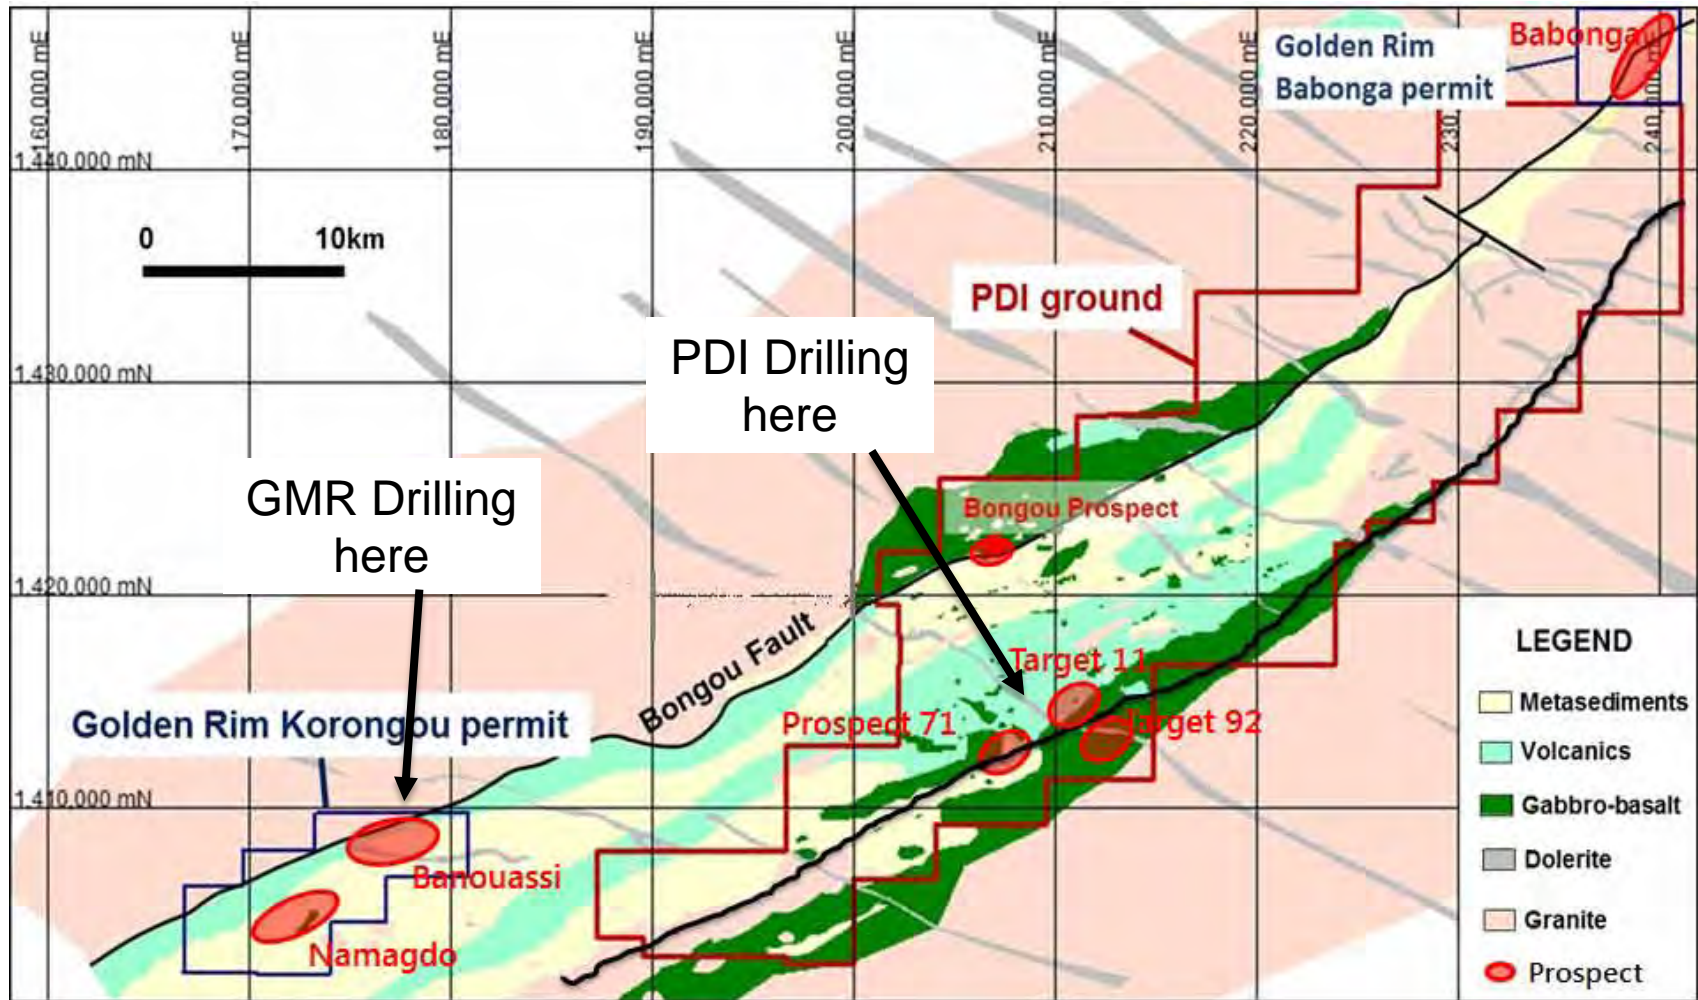 160,000 mE
170,000 mE
180,000 mE
190,000 mE
200,000 mE
210,000 mE
220,000 mE
230,
240,000 mE
Golden Rim
Babonga permit
Babonga
1,440,000 mN
0 10km
PDI ground
PDI Drilling
here
1,430,000 mN
GMR Drilling
here
Bongou Prospect
1,420,000 mN
Bongou Fault
Target 11
Golden Rim Korongou permit
Prospect 71
Target 92
1,410,000 mN
Banouassi
Namagdo
LEGEND
Metasediments
Volcanics
Gabbro-basalt
Dolerite
Granite
Prospect